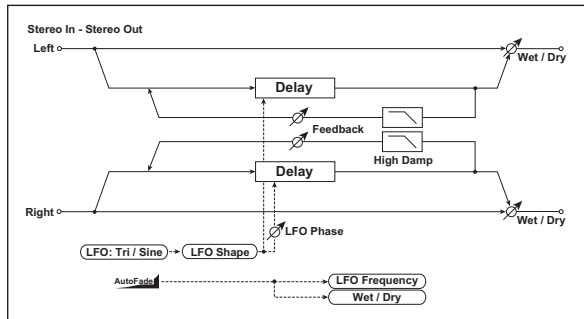 Stereo In - Stereo Out
Left
Wet / Dry
Delay
Feedback
High Damp
Delay
LFO Phase
Right
Wet / Dry
LFO: Tri / Sine
LFO Shape
AutoFade
LFO Frequency
Wet / Dry